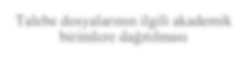 Talebe dosyalarının ilgili akademik
birimlere dağıtılması